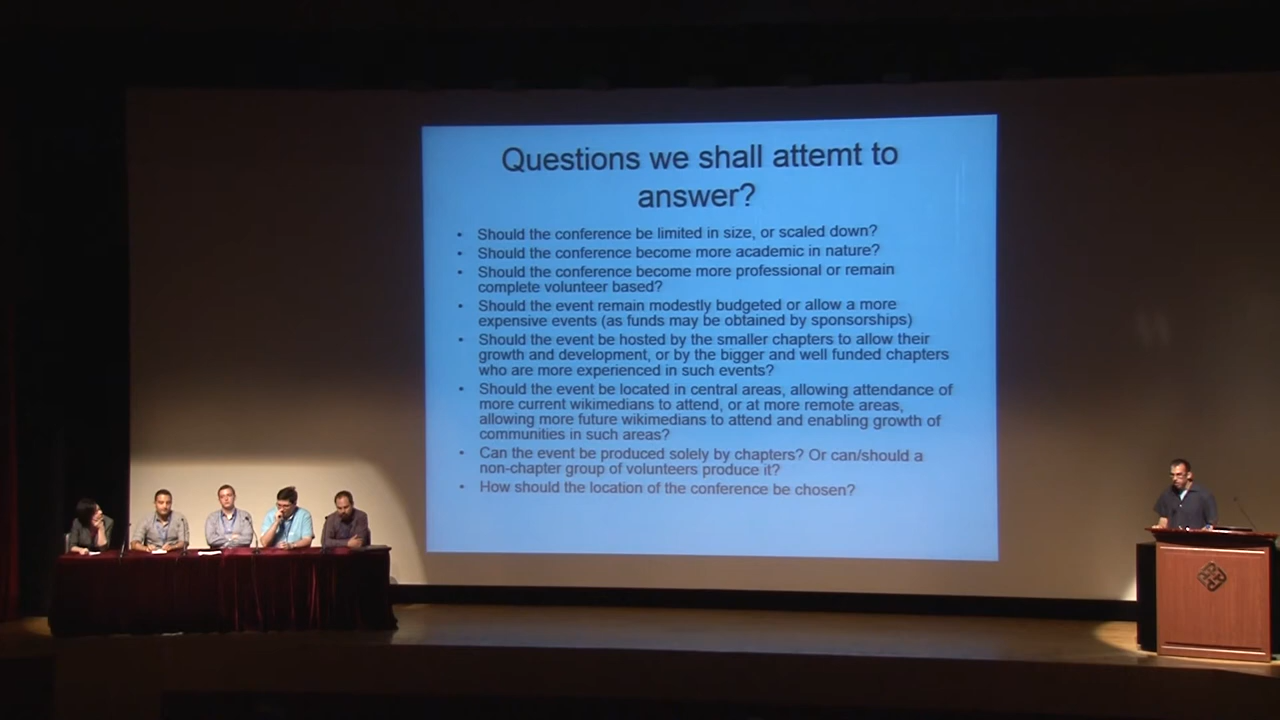 Questions we shall attemt to
answer?
• Should the conference be limited in size, or scaled down?
• Should the conference become more academic in nature?
• Should the conference become more professional or remain
complete volunteer based?
• Should the event remain modestly budgeted or allow a more
expensive events (as funds may be obtained by sponsorships)
• Should the event be hosted by the smaller chapters to allow their
growth and development, or by the bigger and well funded chapters
who are more experienced in such events?
• Should the event be located in central areas, allowing attendance of
more current wikimedians to attend, or at more remote areas,
allowing more future wikimedians to attend and enabling growth of
communities in such areas?
• Can the event be produced solely by chapters? Or can/should a
non-chapter group of volunteers produce it?
• How should the location of the conference be chosen?